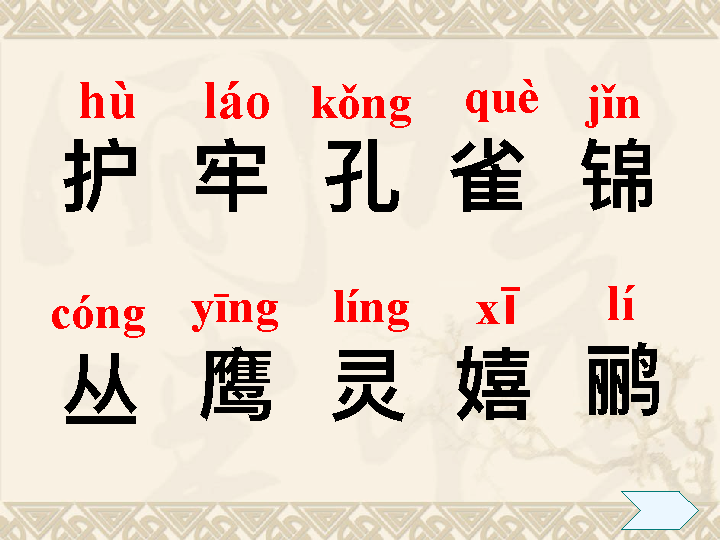 hù láo kǒng què jǐn
护 牢 孔 雀 锦
cóng yīng líng xī lí
丛 鹰 灵 嬉 鹂